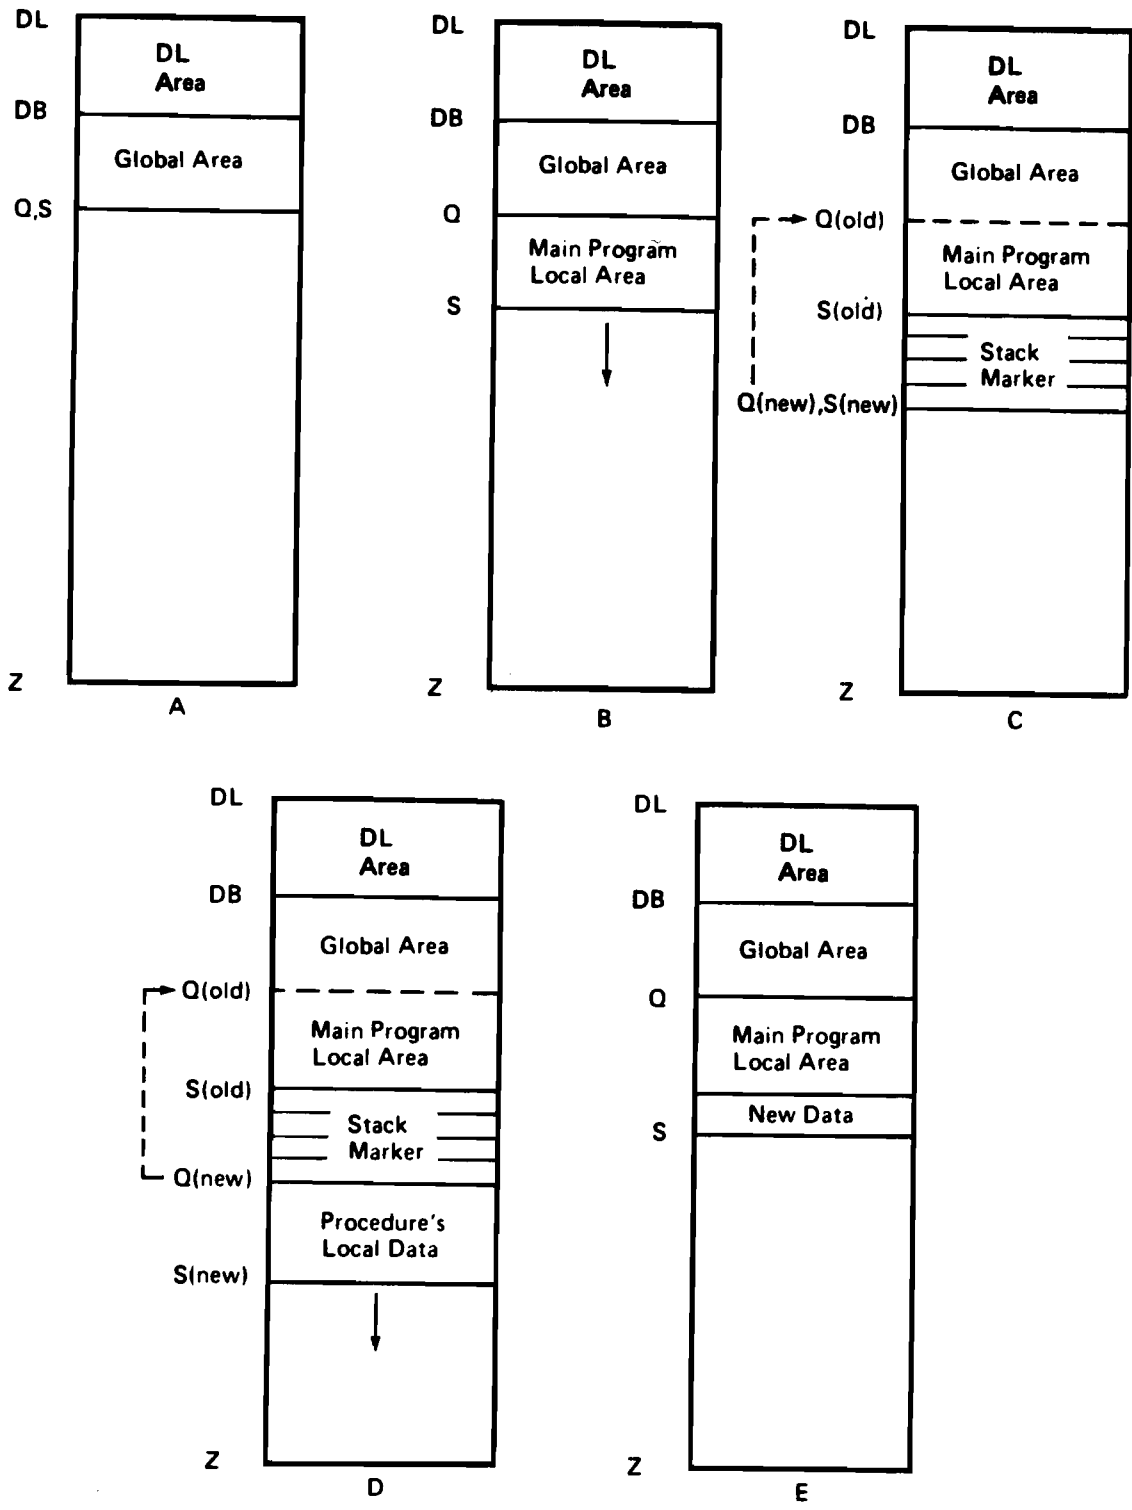 DL
DL
Area
DB
Global Area
Q,S
Z
A
DL
DL
Area
DB
Global Area
Q
Main Program
Local Area
S
Z
B
DL
DL
Area
DB
Global Area
Q(old)
Main Program
Local Area
S(old)
Stack
Marker
Q(new),S(new)
Z
C
DL
DL
Area
DB
Global Area
Q(old)
Main Program
Local Area
S(old)
Stack
Marker
Q(new)
Procedure's
Local Data
S(new)
Z
D
DL
DL
Area
DB
Global Area
Q
Main Program
Local Area
New Data
S
Z
E